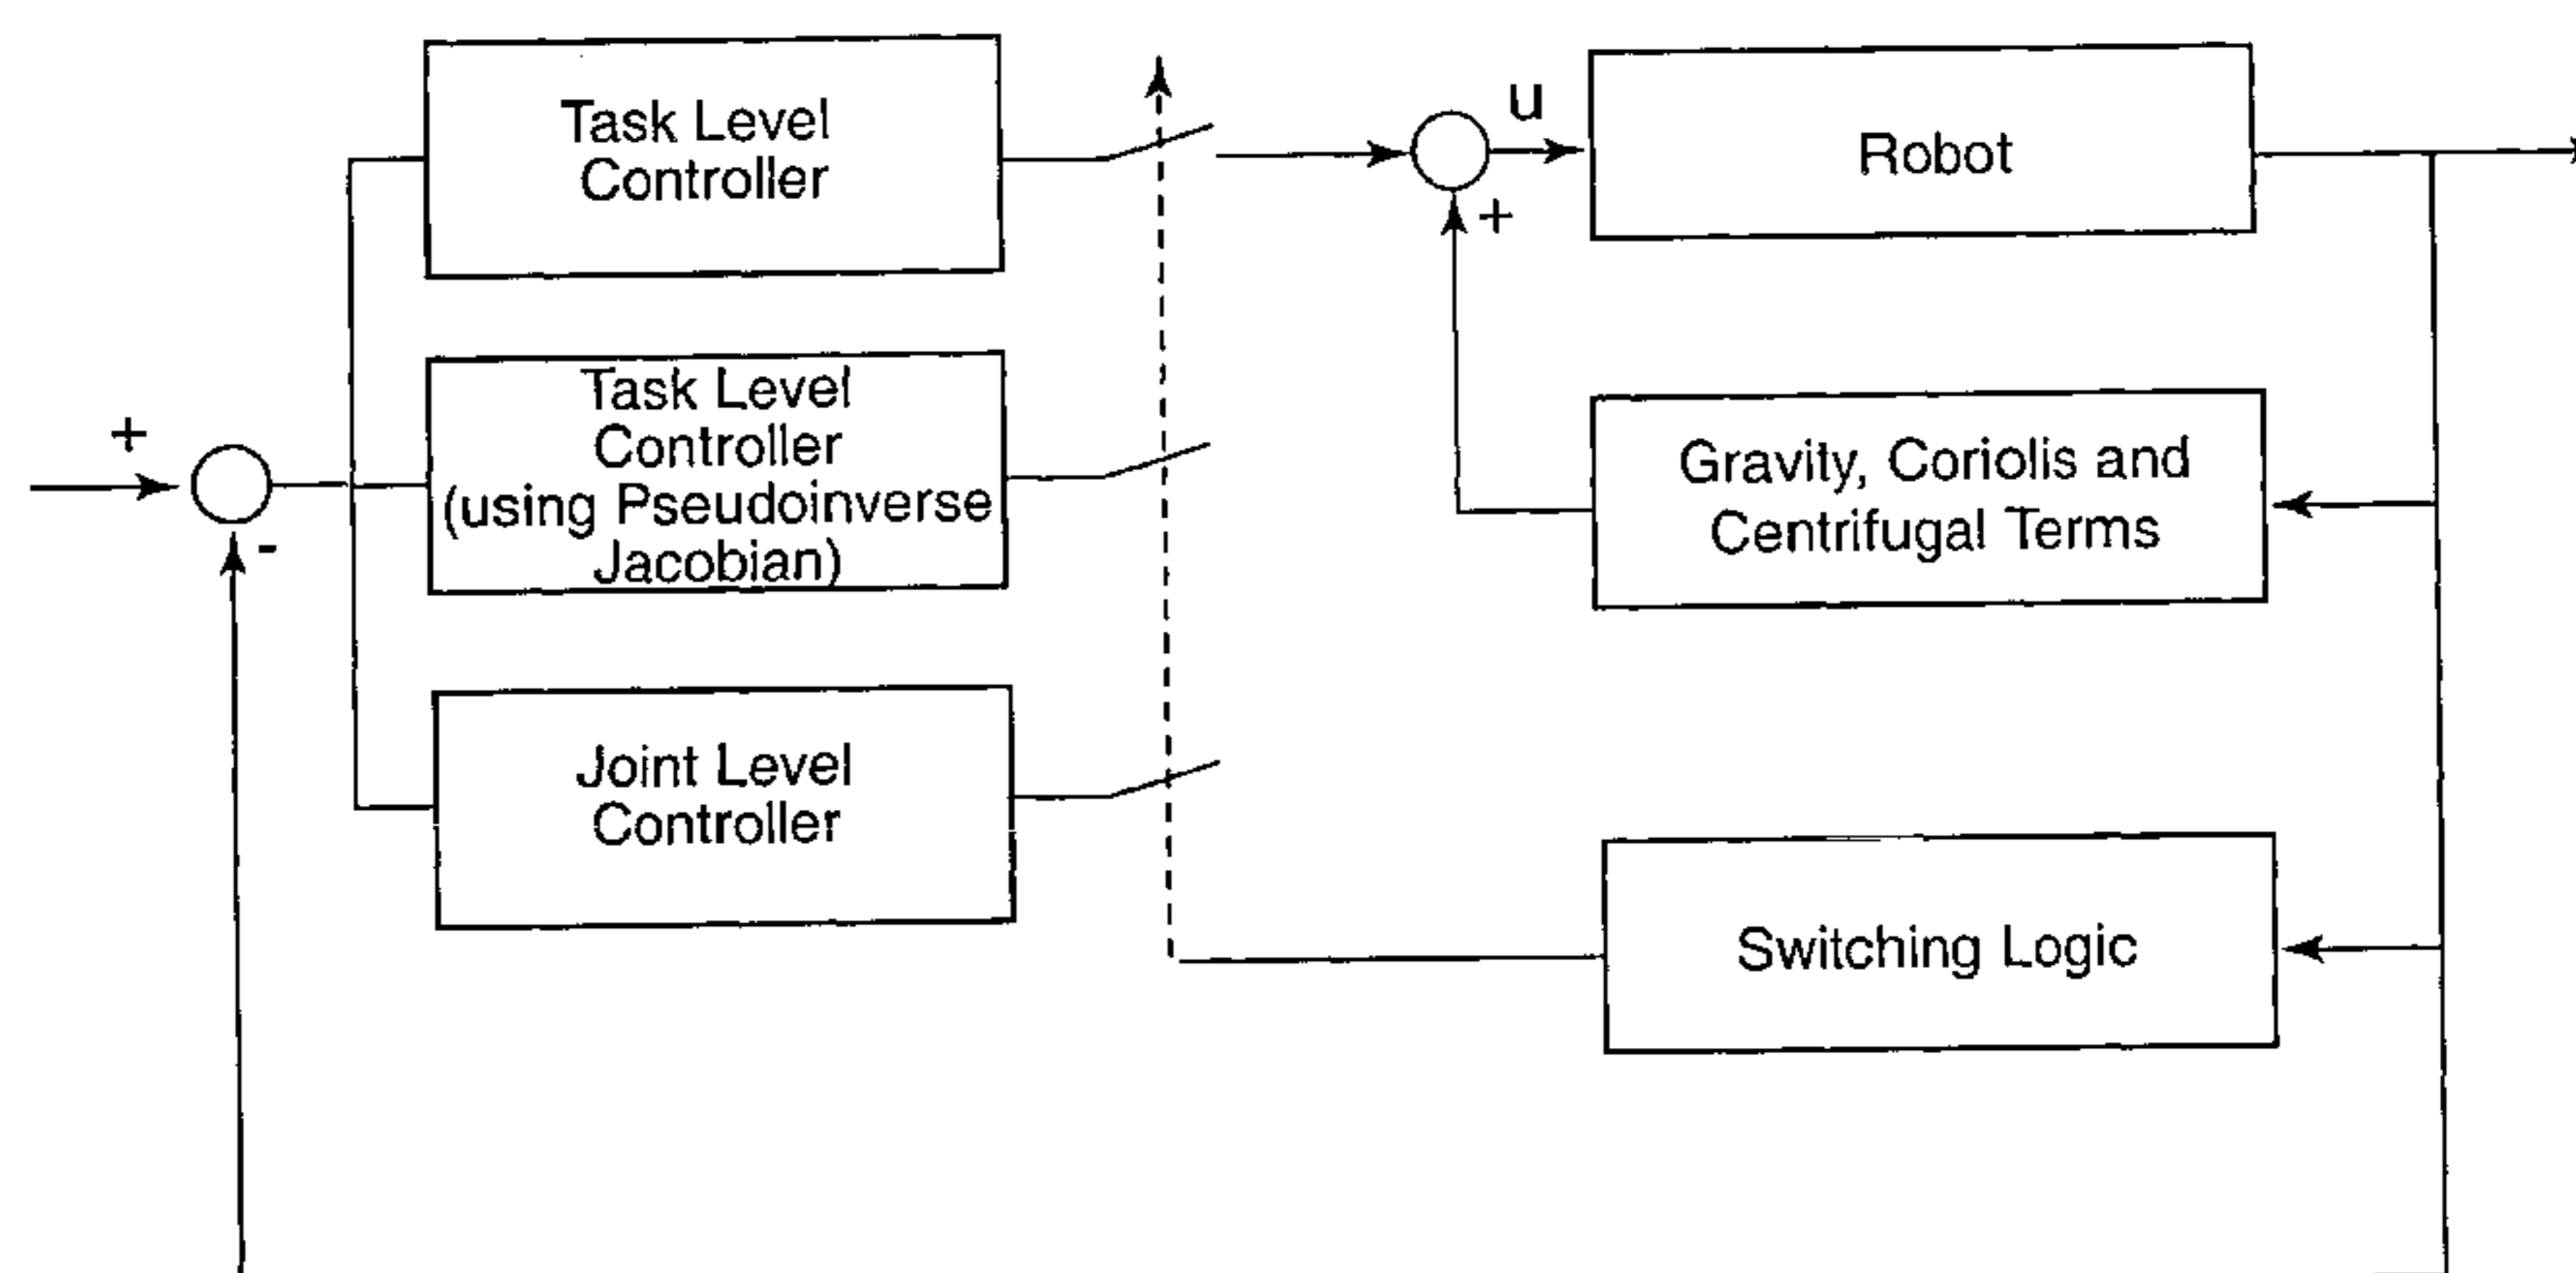 Task Level
Controller
u
Robot
+
+
Task Level
Controller
(using Pseudoinverse
Jacobian)
-
Gravity, Coriolis and
Centrifugal Terms
Joint Level
Controller
Switching Logic